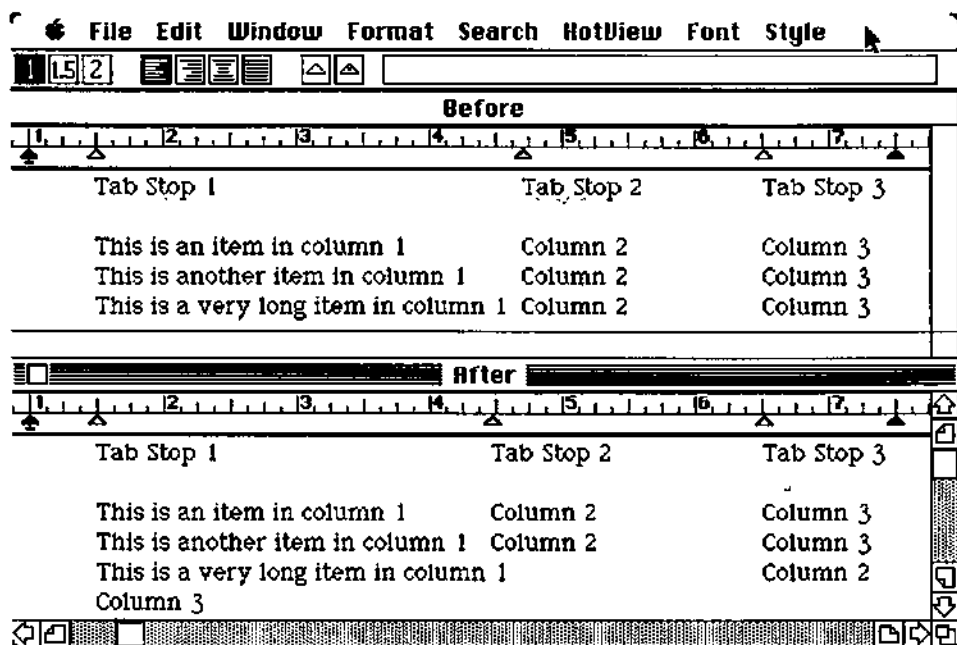 File Edit Window Format Search HotView Font Style
1 1.5 2
Before
1 2 3 4 5 6 7
Tab Stop 1 Tab Stop 2 Tab Stop 3
This is an item in column 1 Column 2 Column 3
This is another item in column 1 Column 2 Column 3
This is a very long item in column 1 Column 2 Column 3
After
1 2 3 4 5 6 7
Tab Stop 1 Tab Stop 2 Tab Stop 3
This is an item in column 1 Column 2 Column 3
This is another item in column 1 Column 2 Column 3
This is a very long item in column 1 Column 2
Column 3